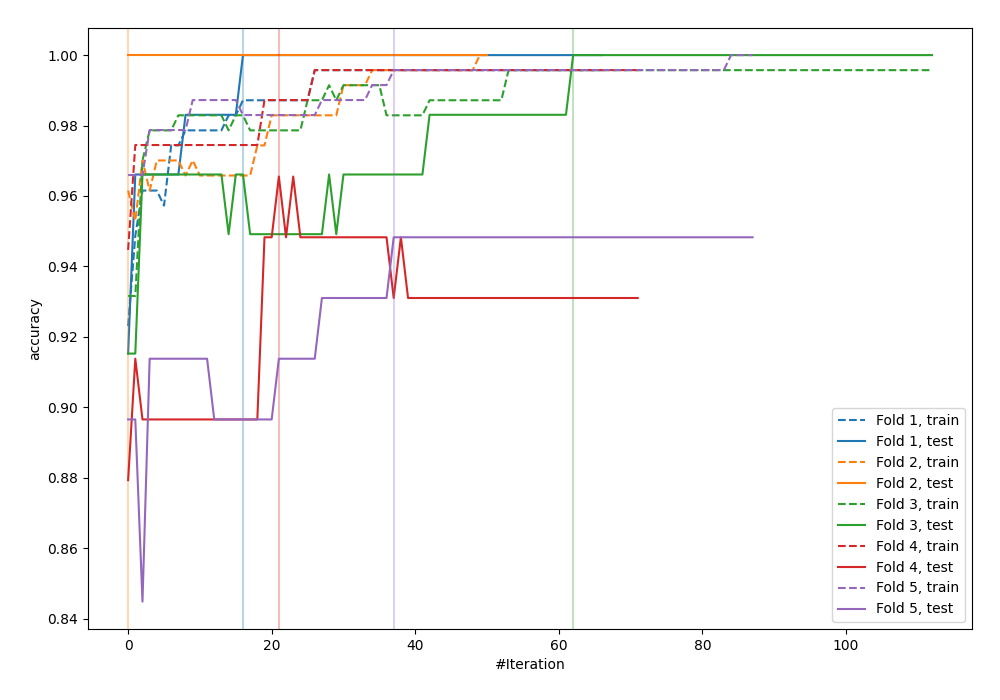 1.00
0.98
0.96
0.94
0.92
0.90
0.88
0.86
0.84
accuracy
0 20 40 60 80 100
#Iteration
Fold 1, train
Fold 1, test
Fold 2, train
Fold 2, test
Fold 3, train
Fold 3, test
Fold 4, train
Fold 4, test
Fold 5, train
Fold 5, test